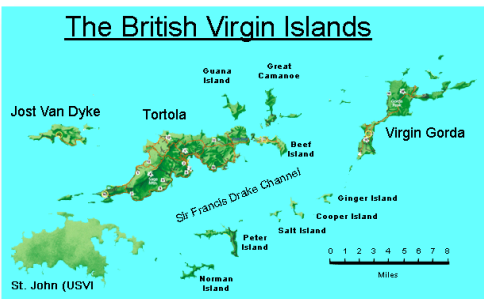 The British Virgin Islands
Guana
Island
Great
Camanoe
Jost Van Dyke
Tortola
Virgin Gorda
Beef
Island
Sir Francis Drake Channel
Ginger Island
Cooper Island
Salt Island
Peter
Island
Norman
Island
St. John (USVI
0 1 2 3 4 5 6 7 8
Miles